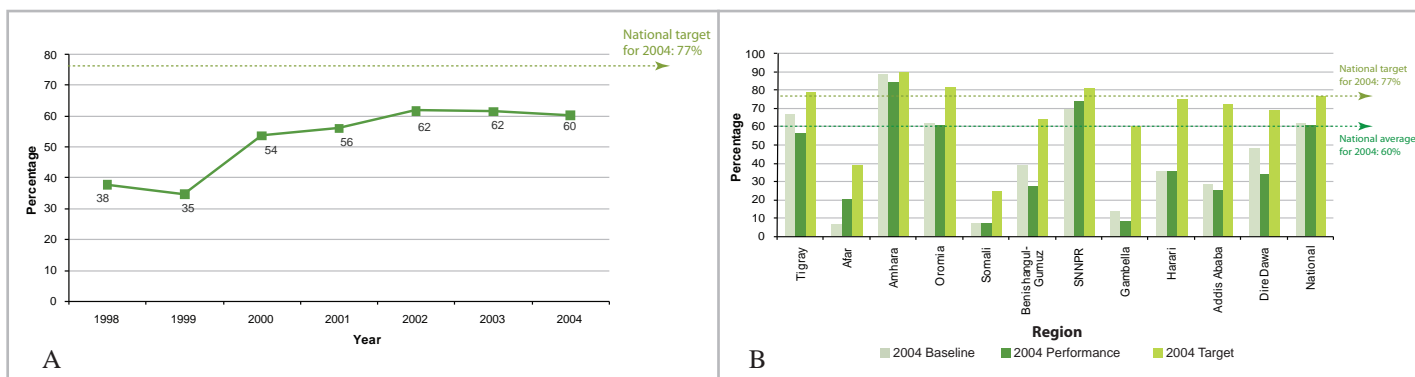 National target
for 2004: 77%
80
70
60
50
40
30
20
10
0
Percentage
38
35
54
56
62
62
60
1998
1999
2000
2001
2002
2003
2004
Year
A
100
90
80
70
60
50
40
30
20
10
0
Percentage
National target
for 2004: 77%
National average
for 2004: 60%
Tigray
Afar
Amhara
Oromia
Somali
Benishangul-
Gumuz
SNNPR
Gambella
Harari
Addis Ababa
Dire Dawa
National
Region
2004 Baseline
2004 Performance
2004 Target
B